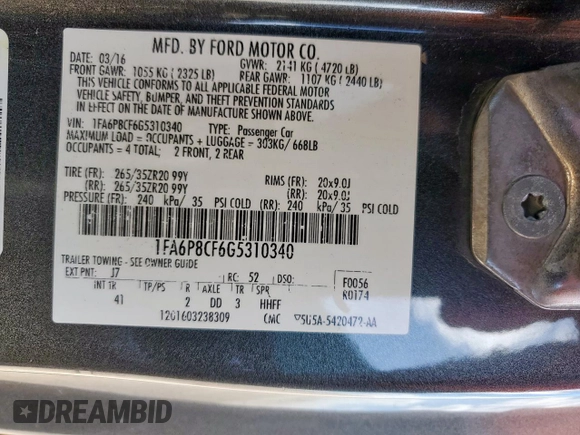 MFD. BY FORD MOTOR CO.
DATE: 03/16 GVWR: 2141 KG ( 4720 LB)
FRONT GAWR: 1055 KG ( 2325 LB) REAR GAWR: 1107 KG ( 2440 LB)
THIS VEHICLE CONFORMS TO ALL APPLICABLE FEDERAL MOTOR
VEHICLE SAFETY, BUMPER, AND THEFT PREVENTION STANDARDS
IN EFFECT ON THE DATE OF MANUFACTURE SHOWN ABOVE.
VIN: 1FA6P8CF6G5310340 TYPE: Passenger Car
MAXIMUM LOAD = OCCUPANTS + LUGGAGE = 303KG/ 668LB
OCCUPANTS = 4 TOTAL; 2 FRONT, 2 REAR
TIRE (FR): 265/35ZR20 99Y RIMS (FR): 20x9.0J
(RR): 265/35ZR20 99Y (RR): 20x9.0J
PRESSURE (FR): 240 kPa/ 35 PSI COLD (RR): 240 kPa/ 35 PSI COLD
1FA6P8CF6G5310340
TRAILER TOWING - SEE OWNER GUIDE
EXT PNT: J7 RC: 52 DSO: F0056
R0174
INT TR TP/PS R AXLE TR SPR
41 2 DD 3 HHFF
1201603238309 CMC 5U5A-5420472-AA
DREAMBID